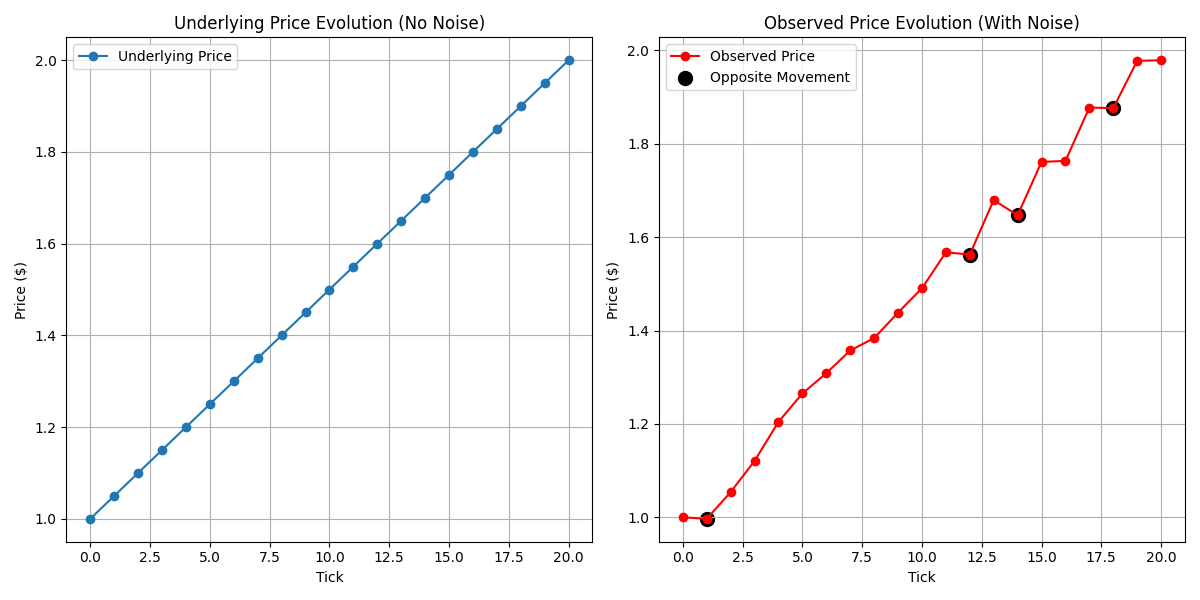 Underlying Price Evolution (No Noise)
Underlying Price
2.0
1.8
1.6
1.4
1.2
1.0
Price ($)
0.0 2.5 5.0 7.5 10.0 12.5 15.0 17.5 20.0
Tick
Observed Price Evolution (With Noise)
Observed Price
Opposite Movement
2.0
1.8
1.6
1.4
1.2
1.0
Price ($)
0.0 2.5 5.0 7.5 10.0 12.5 15.0 17.5 20.0
Tick